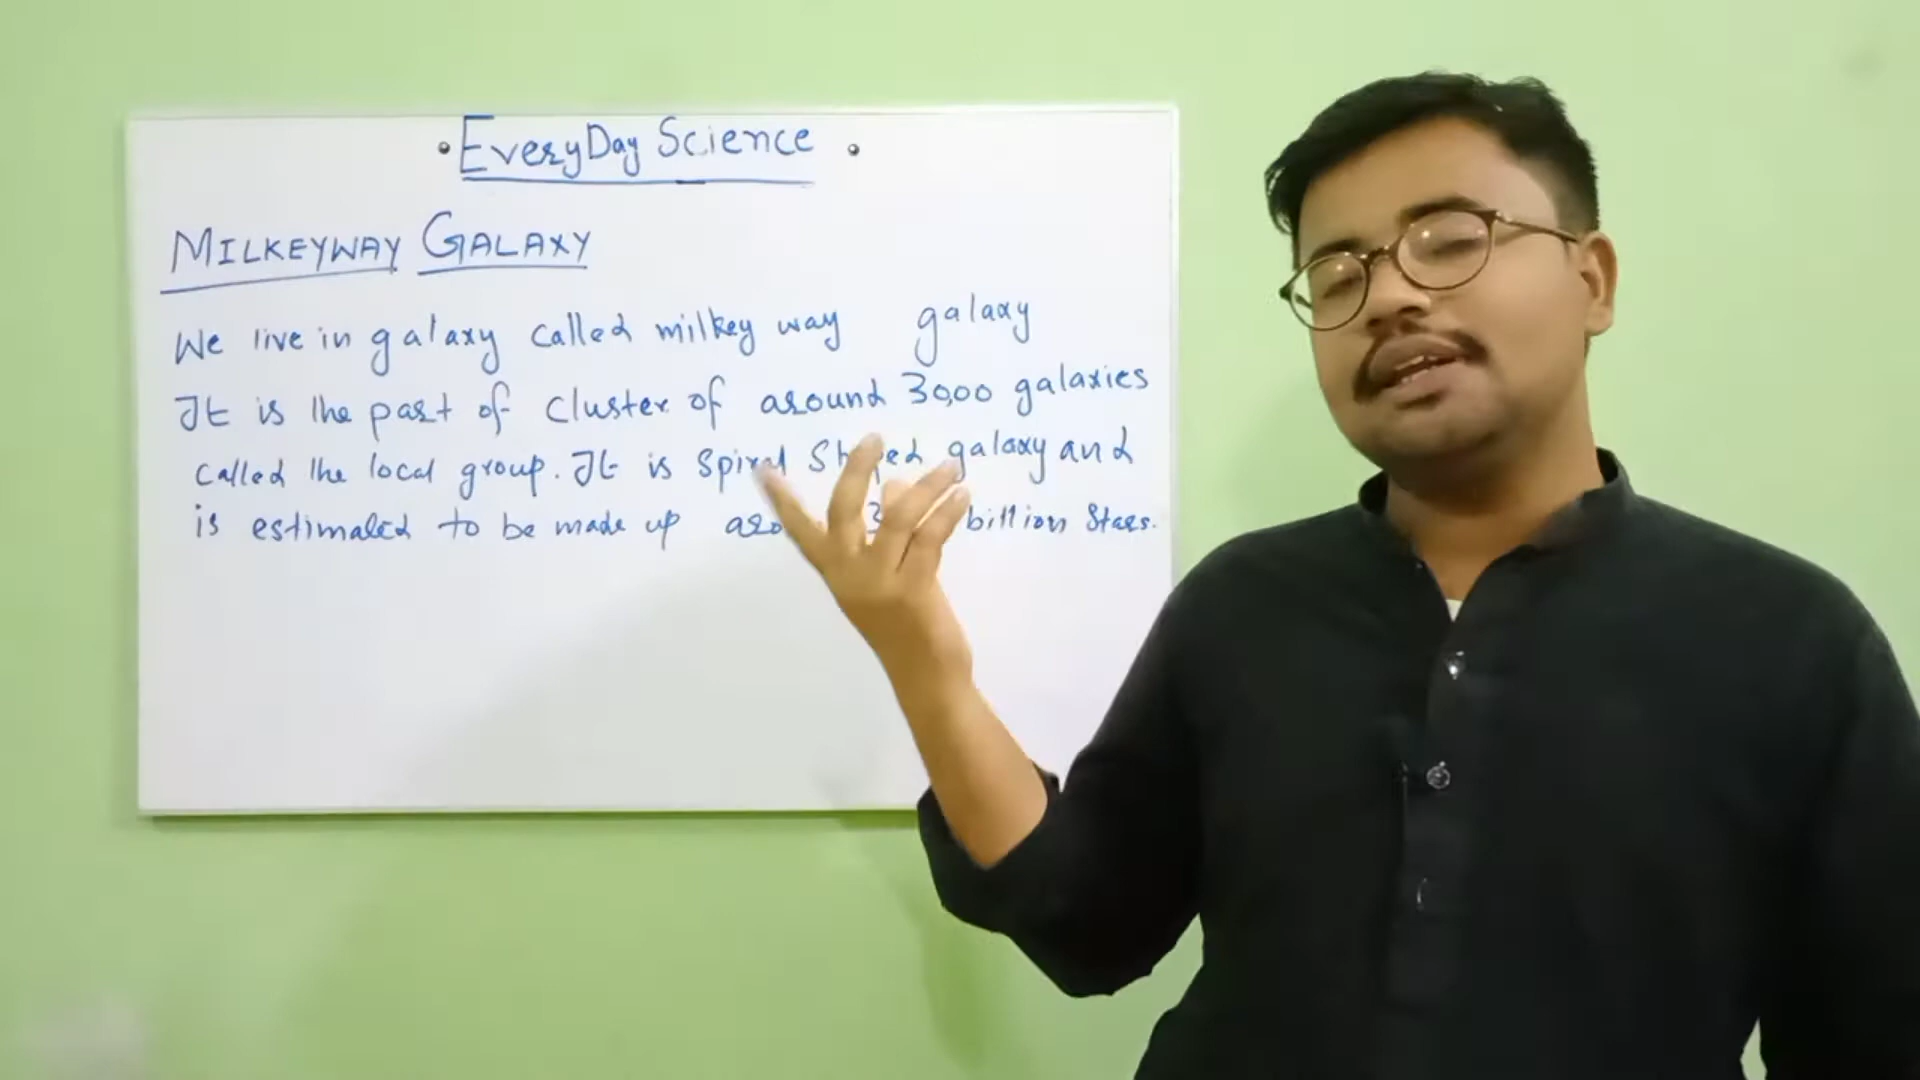 EveryDay Science
MILKEYWAY GALAXY
We live in galaxy called milkey way galaxy
It is the part of cluster of around 3000 galaxies
called the local group. It is spiral shaped galaxy and
is estimated to be made up billion stars.